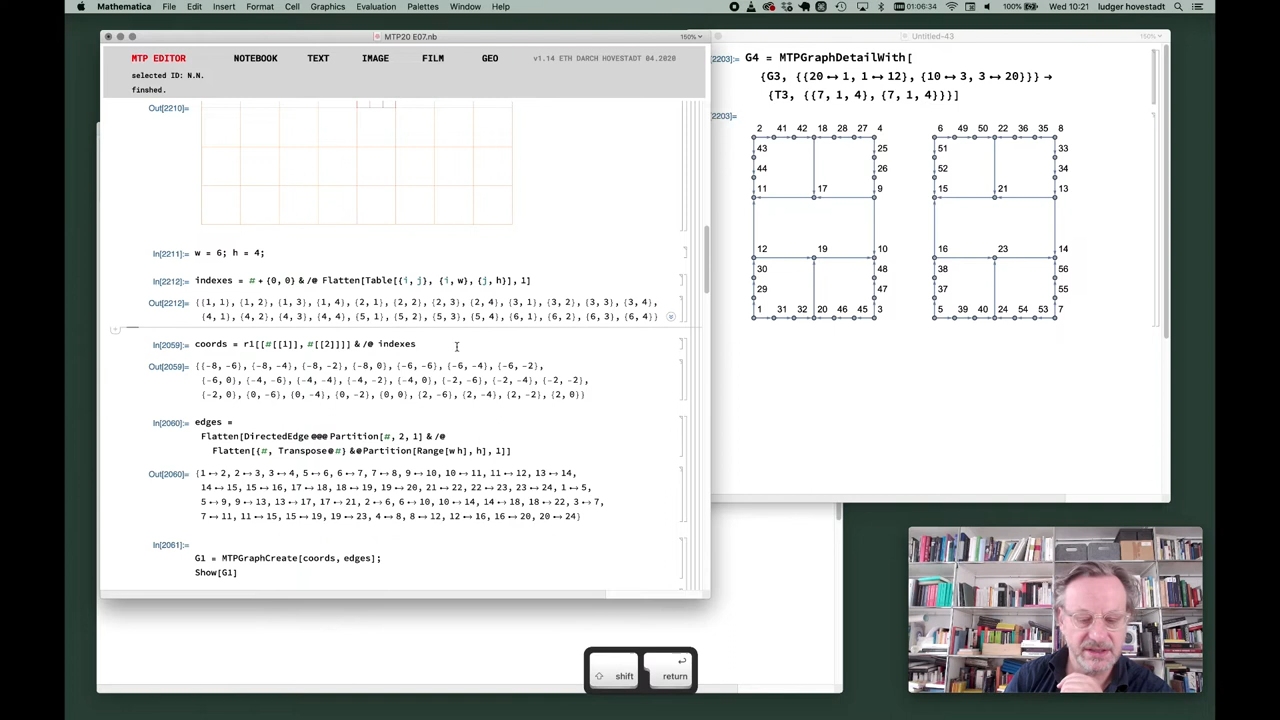 Mathematica File Edit Insert Format Cell Graphics Evaluation Palettes Window Help 01:06:34 100% Wed 10:21 ludger hovestadt
MTP20 E07.nb 150%
MTP EDITOR NOTEBOOK TEXT IMAGE FILM GEO v1.14 ETH DARCH HOVESTADT 04.2020
selected ID: N.N.
finshed.
Out[2210]=
In[2211]:= w = 6; h = 4;
In[2212]:= indexes = # + {0, 0} & /@ Flatten[Table[{i, j}, {i, w}, {j, h}], 1]
Out[2212]= {{1, 1}, {1, 2}, {1, 3}, {1, 4}, {2, 1}, {2, 2}, {2, 3}, {2, 4}, {3, 1}, {3, 2}, {3, 3}, {3, 4},
{4, 1}, {4, 2}, {4, 3}, {4, 4}, {5, 1}, {5, 2}, {5, 3}, {5, 4}, {6, 1}, {6, 2}, {6, 3}, {6, 4}}
In[2059]:= coords = r1[[#[[1]], #[[2]]]] & /@ indexes
Out[2059]= {{-8, -6}, {-8, -4}, {-8, -2}, {-8, 0}, {-6, -6}, {-6, -4}, {-6, -2},
{-6, 0}, {-4, -6}, {-4, -4}, {-4, -2}, {-4, 0}, {-2, -6}, {-2, -4}, {-2, -2},
{-2, 0}, {0, -6}, {0, -4}, {0, -2}, {0, 0}, {2, -6}, {2, -4}, {2, -2}, {2, 0}}
In[2060]:= edges =
Flatten[DirectedEdge @@@ Partition[#, 2, 1] & /@
Flatten[{#, Transpose@#} &@Partition[Range[w h], h], 1]]
Out[2060]= {1 ↦ 2, 2 ↦ 3, 3 ↦ 4, 5 ↦ 6, 6 ↦ 7, 7 ↦ 8, 9 ↦ 10, 10 ↦ 11, 11 ↦ 12, 13 ↦ 14,
14 ↦ 15, 15 ↦ 16, 17 ↦ 18, 18 ↦ 19, 19 ↦ 20, 21 ↦ 22, 22 ↦ 23, 23 ↦ 24, 1 ↦ 5,
5 ↦ 9, 9 ↦ 13, 13 ↦ 17, 17 ↦ 21, 2 ↦ 6, 6 ↦ 10, 10 ↦ 14, 14 ↦ 18, 18 ↦ 22, 3 ↦ 7,
7 ↦ 11, 11 ↦ 15, 15 ↦ 19, 19 ↦ 23, 4 ↦ 8, 8 ↦ 12, 12 ↦ 16, 16 ↦ 20, 20 ↦ 24}
In[2061]:=
G1 = MTPGraphCreate[coords, edges];
Show[G1]
Untitled-43 150%
[2203]:= G4 = MTPGraphDetailWith[
{G3, {{20 ↦ 1, 1 ↦ 12}, {10 ↦ 3, 3 ↦ 20}}} →
{T3, {{7, 1, 4}, {7, 1, 4}}}]
[2203]=
2 41 42 18 28 27 4 6 49 50 22 36 35 8
43 25 51 33
44 26 52 34
11 17 9 15 21 13
12 19 10 16 23 14
30 48 38 56
29 47 37 55
1 31 32 20 46 45 3 5 39 40 24 54 53 7
shift return